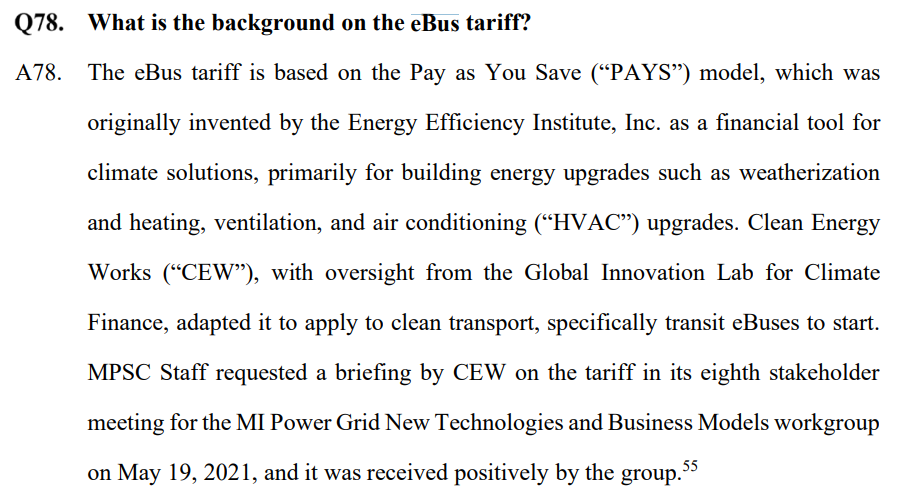 Q78. What is the background on the eBus tariff?
A78. The eBus tariff is based on the Pay as You Save (“PAYS”) model, which was
originally invented by the Energy Efficiency Institute, Inc. as a financial tool for
climate solutions, primarily for building energy upgrades such as weatherization
and heating, ventilation, and air conditioning (“HVAC”) upgrades. Clean Energy
Works (“CEW”), with oversight from the Global Innovation Lab for Climate
Finance, adapted it to apply to clean transport, specifically transit eBuses to start.
MPSC Staff requested a briefing by CEW on the tariff in its eighth stakeholder
meeting for the MI Power Grid New Technologies and Business Models workgroup
on May 19, 2021, and it was received positively by the group.55